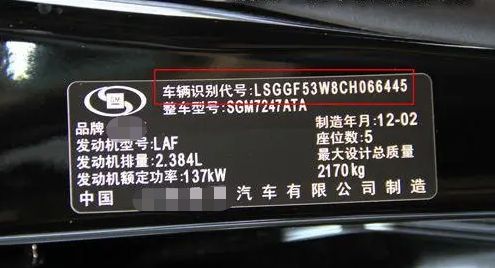 车辆识别代号:LSGGF53W8CH066445
整车型号:SGM7247ATA
品牌
制造年月:12-02
发动机型号:LAF
座位数:5
发动机排量:2.384L
最大设计总质量
发动机额定功率:137kW
2170kg
中国 汽车有限公司制造
GM